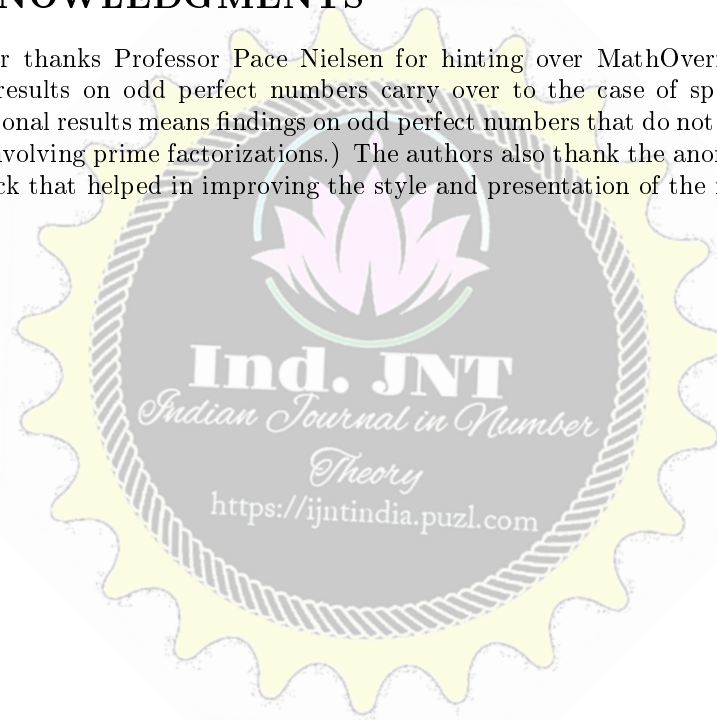 NOWLEDGMENTS
r thanks Professor Pace Nielsen for hinting over MathOver
results on odd perfect numbers carry over to the case of sp
onal results means findings on odd perfect numbers that do not
nvolving prime factorizations.) The authors also thank the ano
ck that helped in improving the style and presentation of the
Ind. JNT
Indian Journal in Number
Theory
https://ijntindia.puzl.com